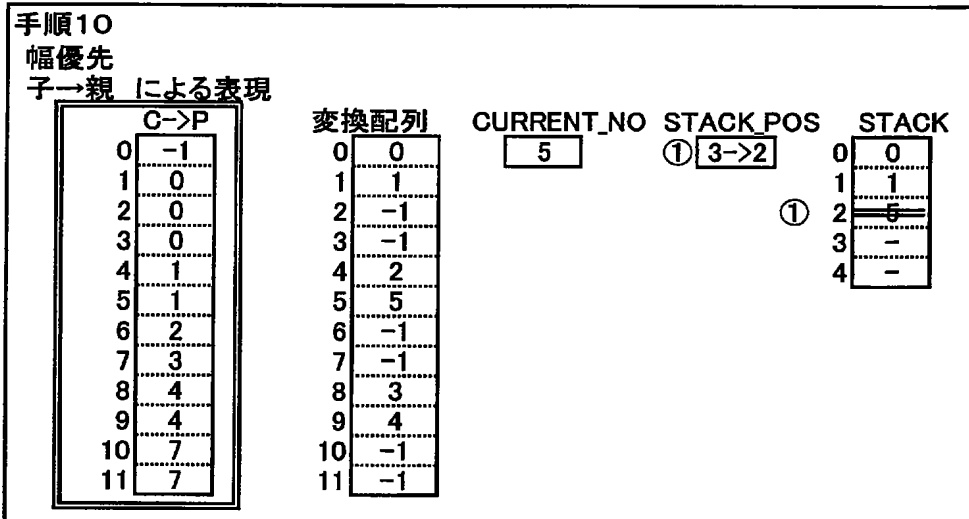 手順10
幅優先
子→親 による表現
C->P 変換配列 CURRENT_NO STACK_POS STACK
0 -1 0 0 5 ① 3->2 0 0
1 0 1 1 1 1
2 0 2 -1 ① 2 5
3 0 3 -1 3 -
4 1 4 2 4 -
5 1 5 5
6 2 6 -1
7 3 7 -1
8 4 8 3
9 4 9 4
10 7 10 -1
11 7 11 -1